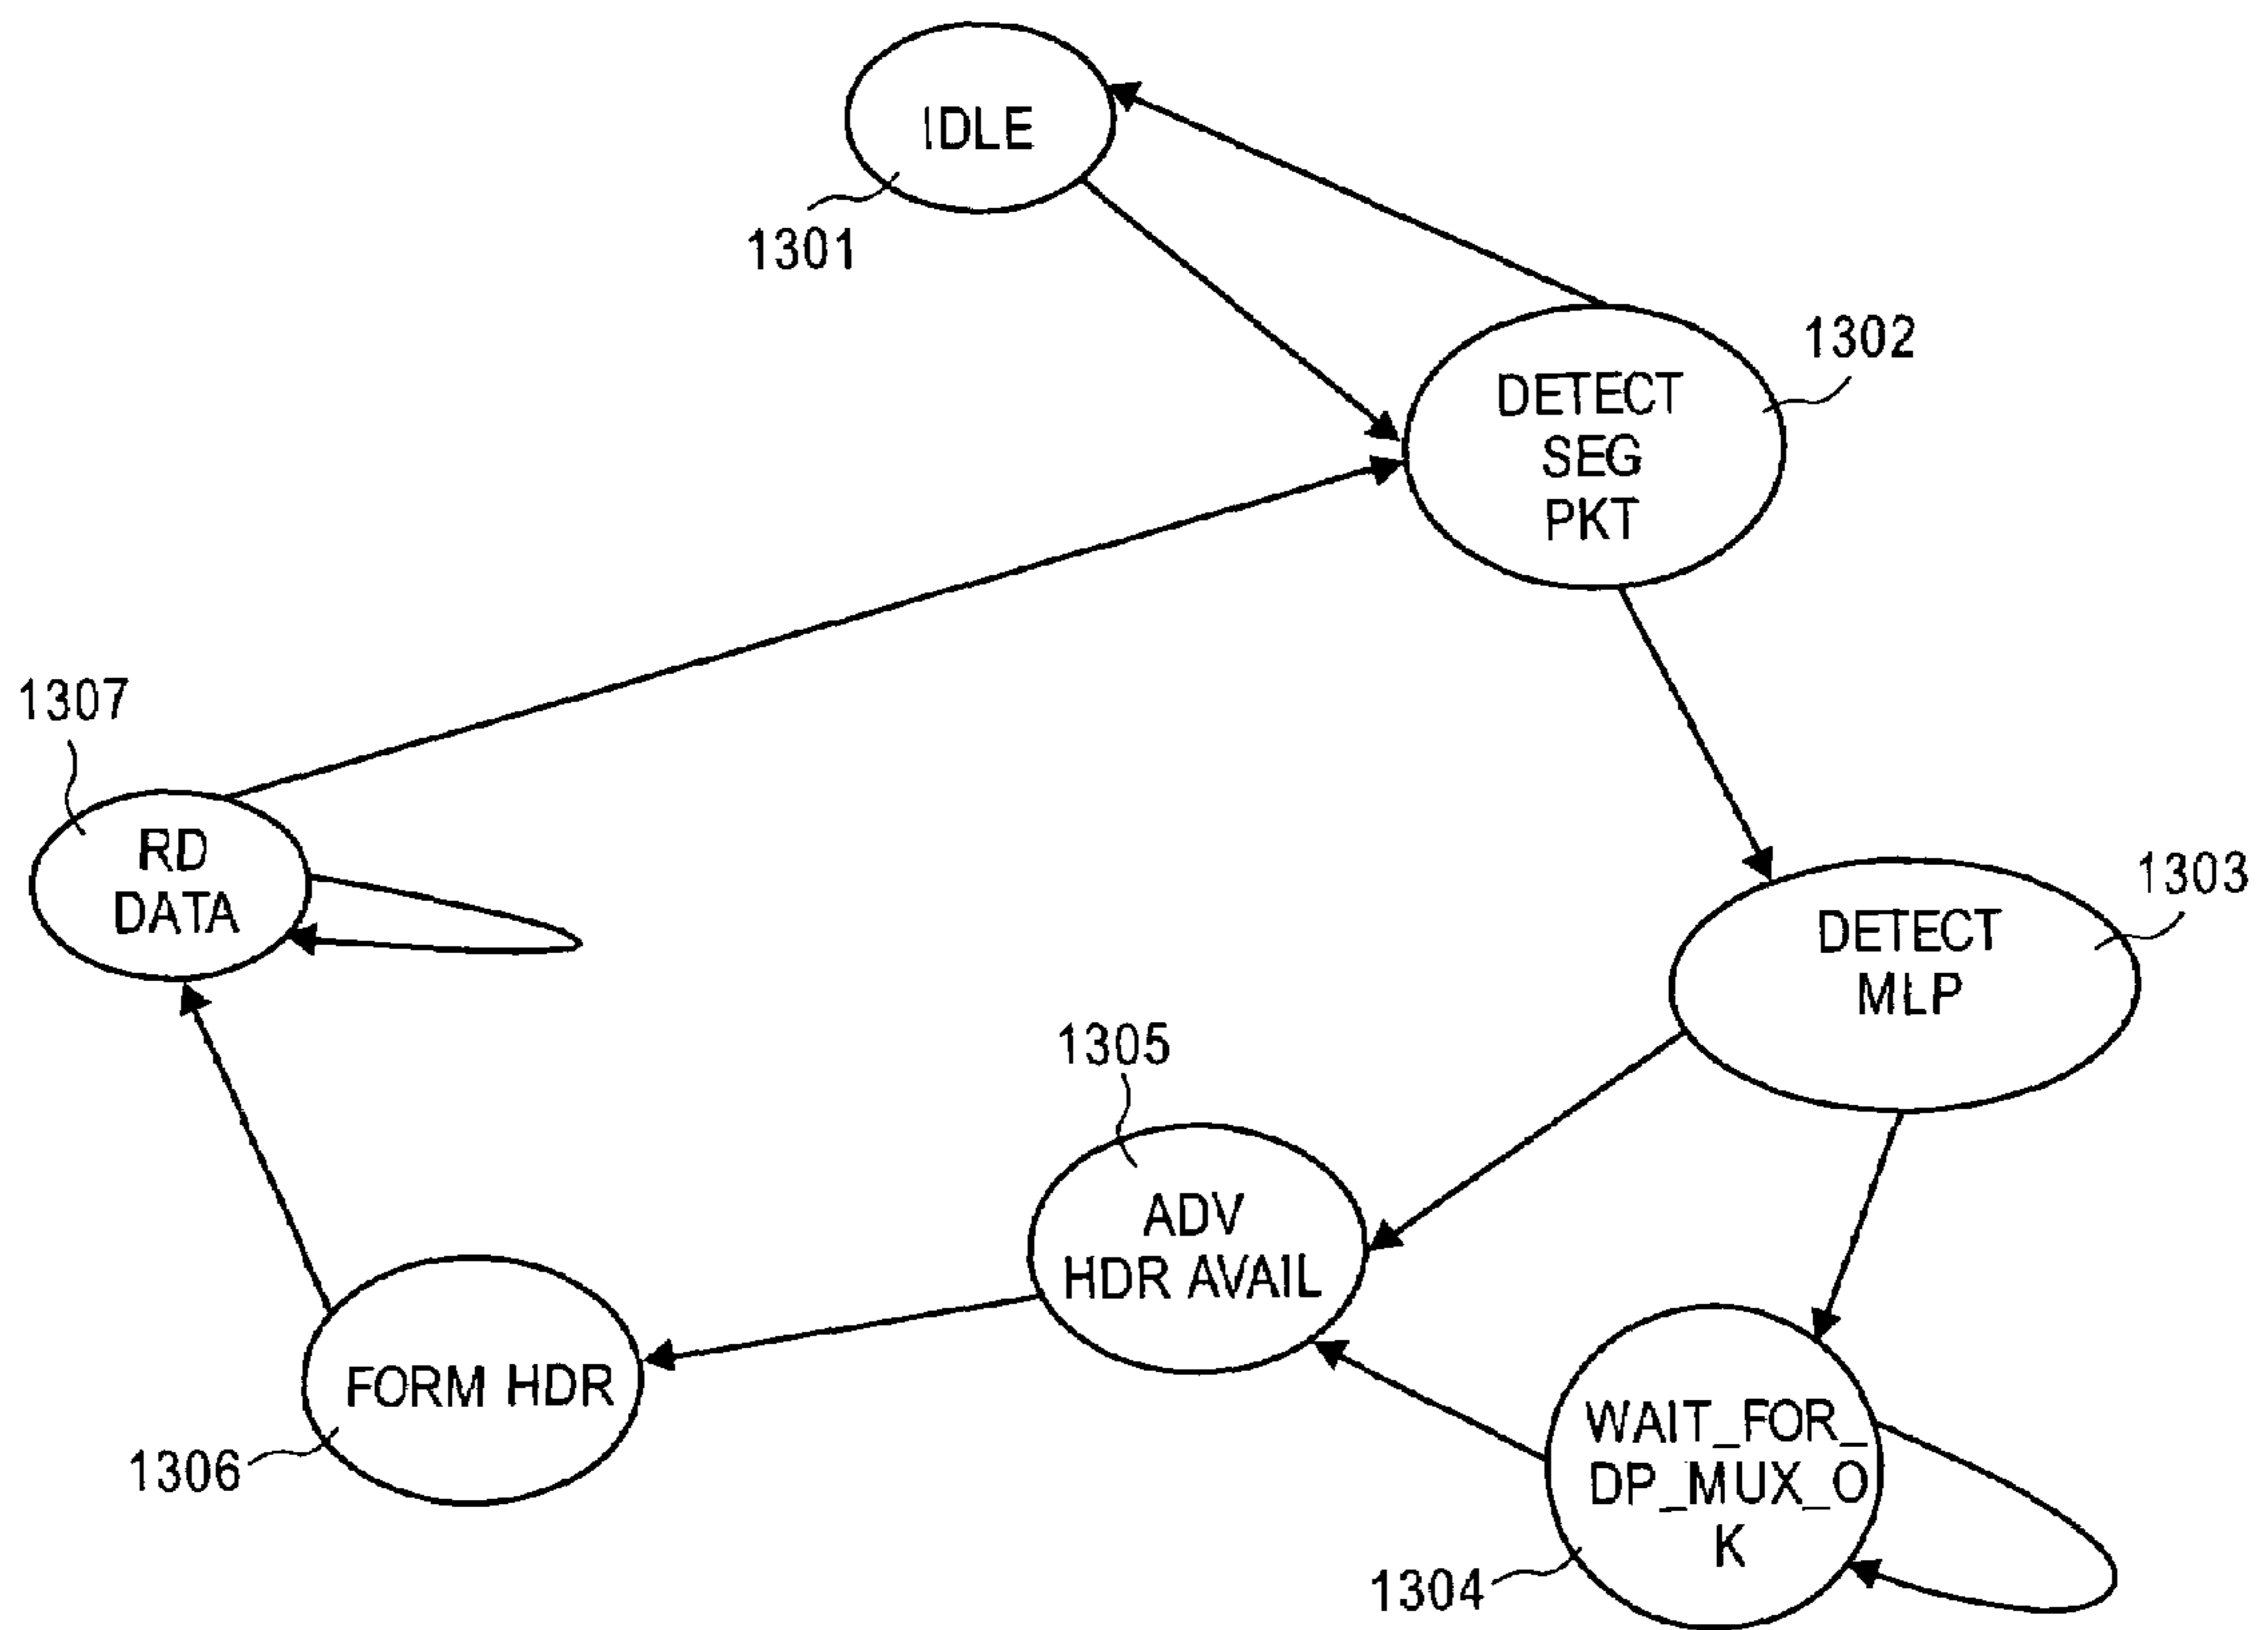 IDLE
1301
1302
DETECT
SEG
PKT
1307
RD
DATA
1303
DETECT
MLP
1305
ADV
HDR AVAIL
FORM HDR
1306
WAIT_FOR_
DP_MUX_O
K
1304